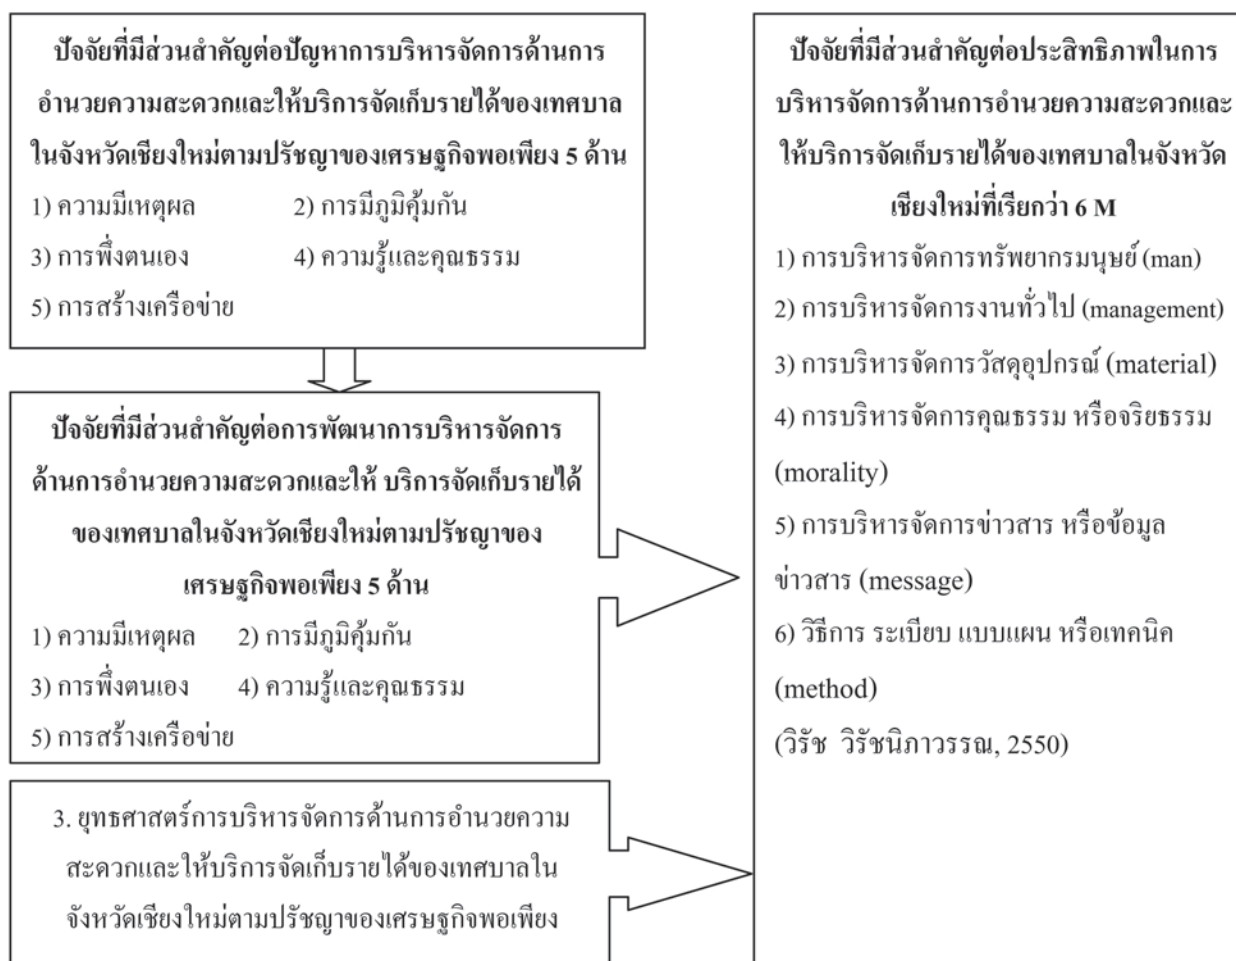 ปัจจัยที่มีส่วนสำคัญต่อปัญหาการบริหารจัดการด้านการ
อำนวยความสะดวกและให้บริการจัดเก็บรายได้ของเทศบาล
ในจังหวัดเชียงใหม่ตามปรัชญาของเศรษฐกิจพอเพียง 5 ด้าน
1) ความมีเหตุผล 2) การมีภูมิคุ้มกัน
3) การพึ่งตนเอง 4) ความรู้และคุณธรรม
5) การสร้างเครือข่าย
ปัจจัยที่มีส่วนสำคัญต่อการพัฒนาการบริหารจัดการ
ด้านการอำนวยความสะดวกและให้ บริการจัดเก็บรายได้
ของเทศบาลในจังหวัดเชียงใหม่ตามปรัชญาของ
เศรษฐกิจพอเพียง 5 ด้าน
1) ความมีเหตุผล 2) การมีภูมิคุ้มกัน
3) การพึ่งตนเอง 4) ความรู้และคุณธรรม
5) การสร้างเครือข่าย
3. ยุทธศาสตร์การบริหารจัดการด้านการอำนวยความ
สะดวกและให้บริการจัดเก็บรายได้ของเทศบาลใน
จังหวัดเชียงใหม่ตามปรัชญาของเศรษฐกิจพอเพียง
ปัจจัยที่มีส่วนสำคัญต่อประสิทธิภาพในการ
บริหารจัดการด้านการอำนวยความสะดวกและ
ให้บริการจัดเก็บรายได้ของเทศบาลในจังหวัด
เชียงใหม่ที่เรียกว่า 6 M
1) การบริหารจัดการทรัพยากรมนุษย์ (man)
2) การบริหารจัดการงานทั่วไป (management)
3) การบริหารจัดการวัสดุอุปกรณ์ (material)
4) การบริหารจัดการคุณธรรม หรือจริยธรรม
(morality)
5) การบริหารจัดการข่าวสาร หรือข้อมูล
ข่าวสาร (message)
6) วิธีการ ระเบียบ แบบแผน หรือเทคนิค
(method)
(วิรัช วิรัชนิภาวรรณ, 2550)